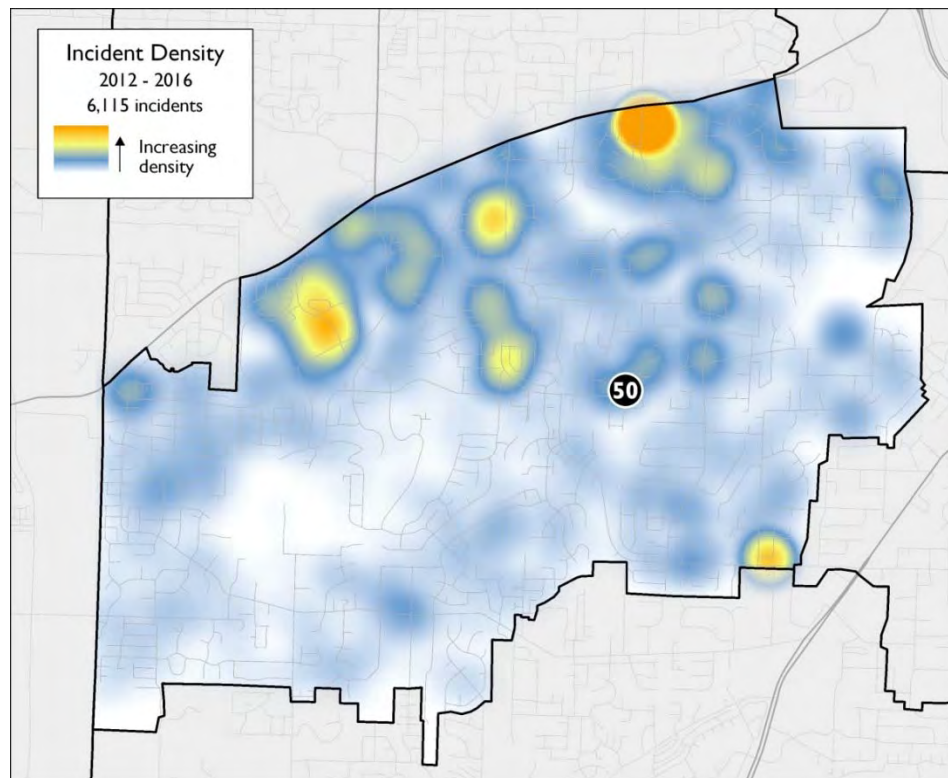 Incident Density
2012 - 2016
6,115 incidents
Increasing
density
50